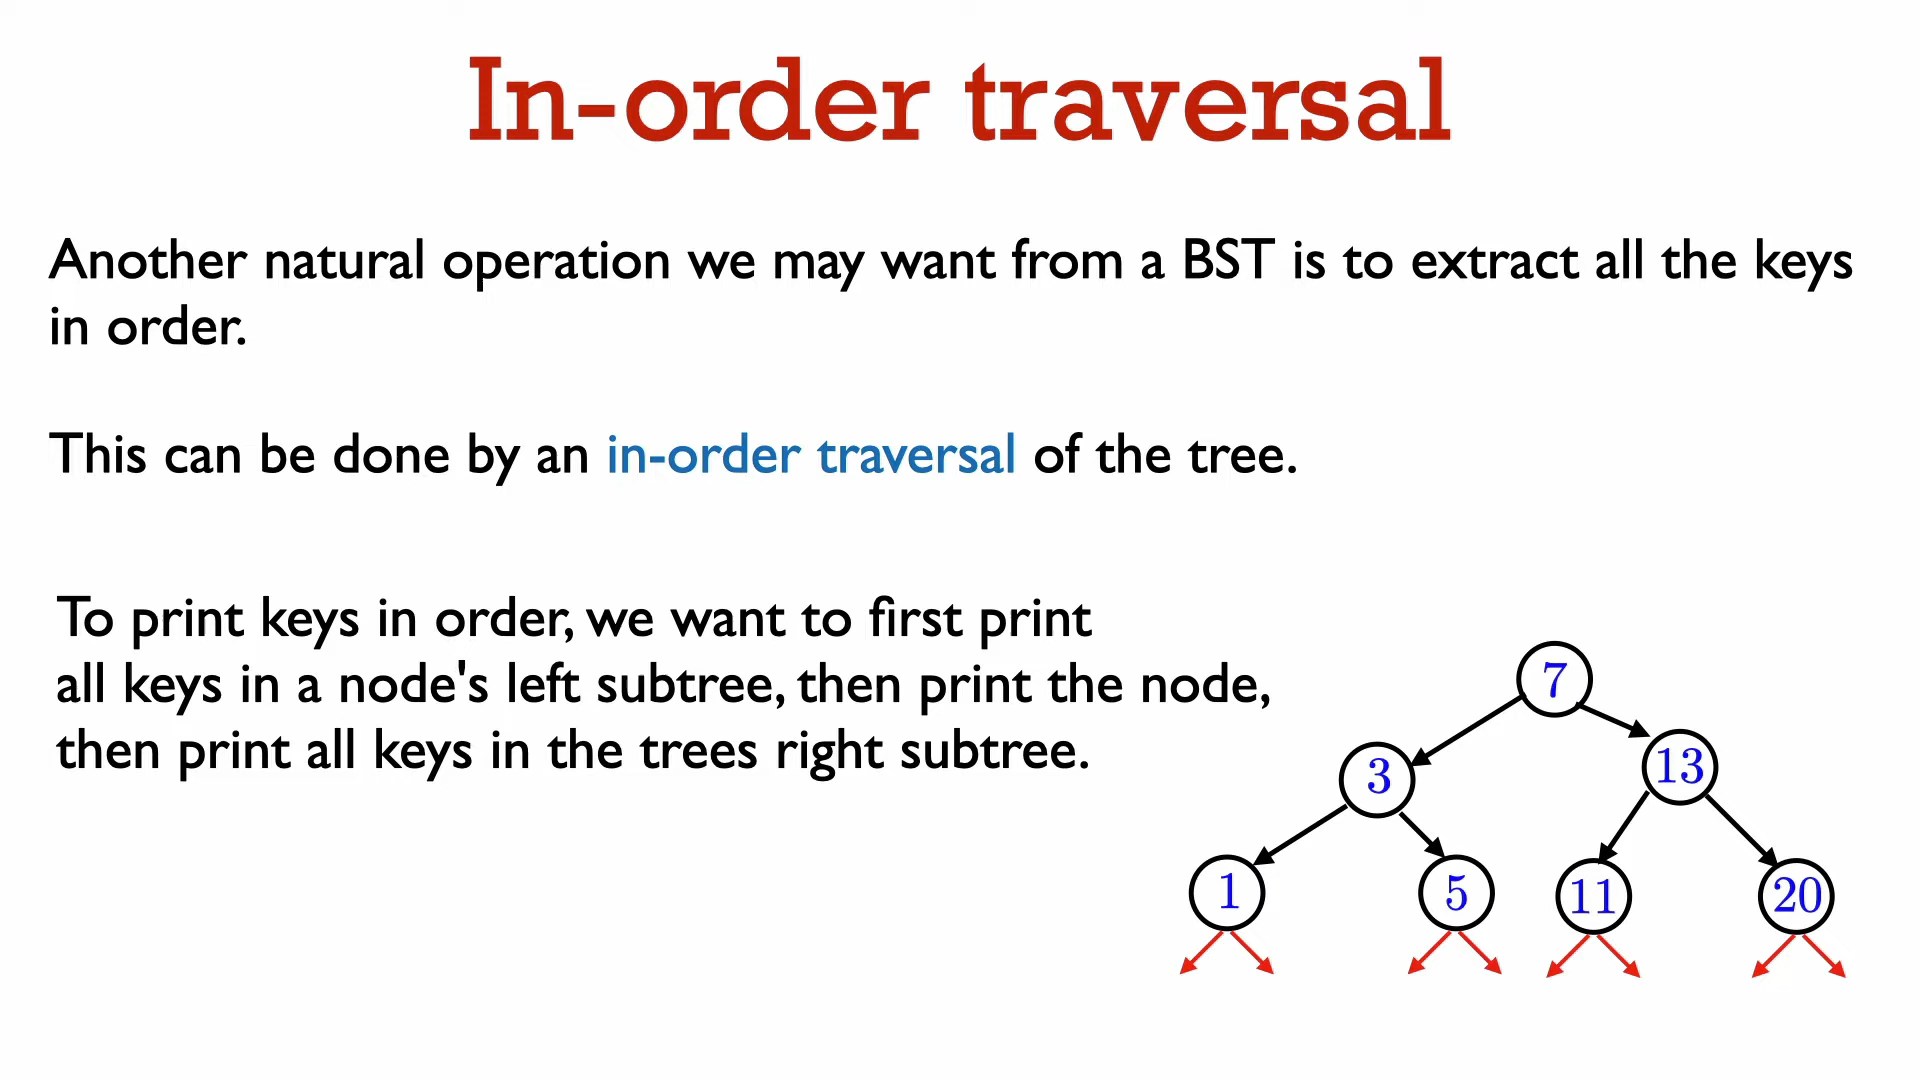 In-order traversal
Another natural operation we may want from a BST is to extract all the keys
in order.
This can be done by an in-order traversal of the tree.
To print keys in order, we want to first print
all keys in a node's left subtree, then print the node,
then print all keys in the trees right subtree.
7
3
13
1
5
11
20